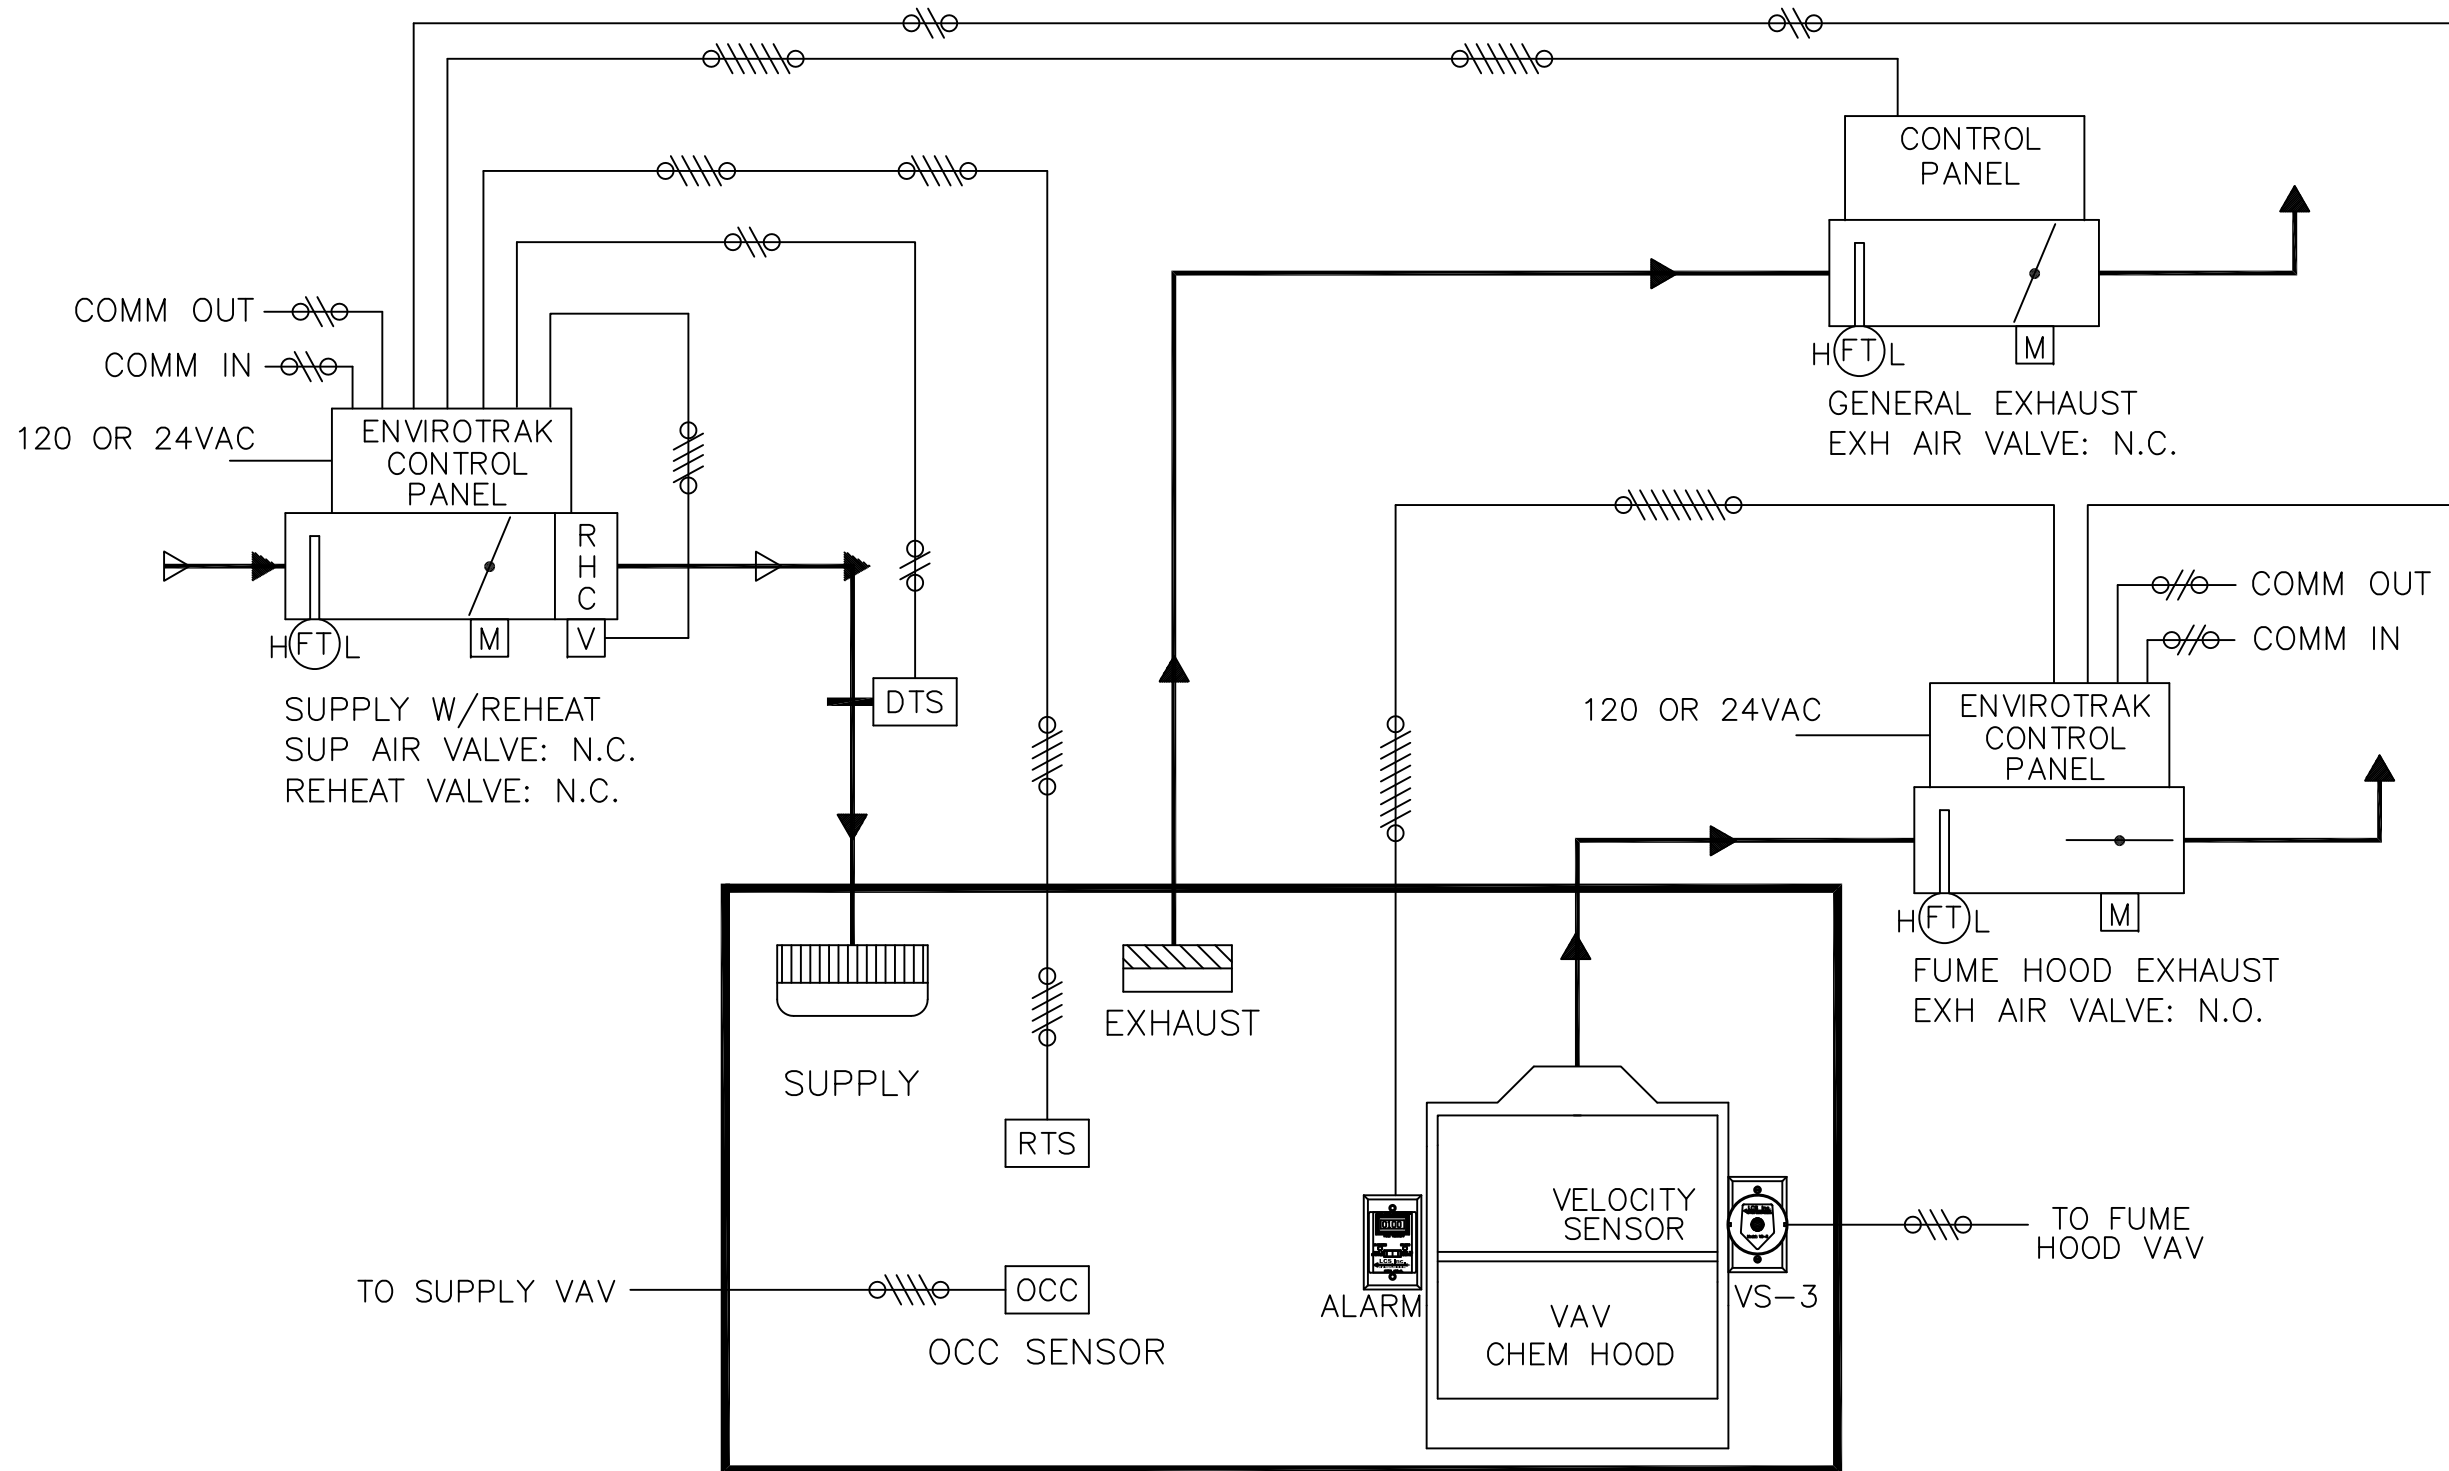 CONTROL
PANEL
COMM OUT
COMM IN
120 OR 24VAC
ENVIROTRAK
CONTROL
PANEL
R
H
C
H FT L
M
V
SUPPLY W/REHEAT
SUP AIR VALVE: N.C.
REHEAT VALVE: N.C.
DTS
H FT L
M
GENERAL EXHAUST
EXH AIR VALVE: N.C.
COMM OUT
COMM IN
120 OR 24VAC
ENVIROTRAK
CONTROL
PANEL
H FT L
M
FUME HOOD EXHAUST
EXH AIR VALVE: N.O.
SUPPLY
EXHAUST
RTS
TO SUPPLY VAV
OCC
OCC SENSOR
ALARM
VELOCITY
SENSOR
VAV
CHEM HOOD
VS-3
TO FUME
HOOD VAV